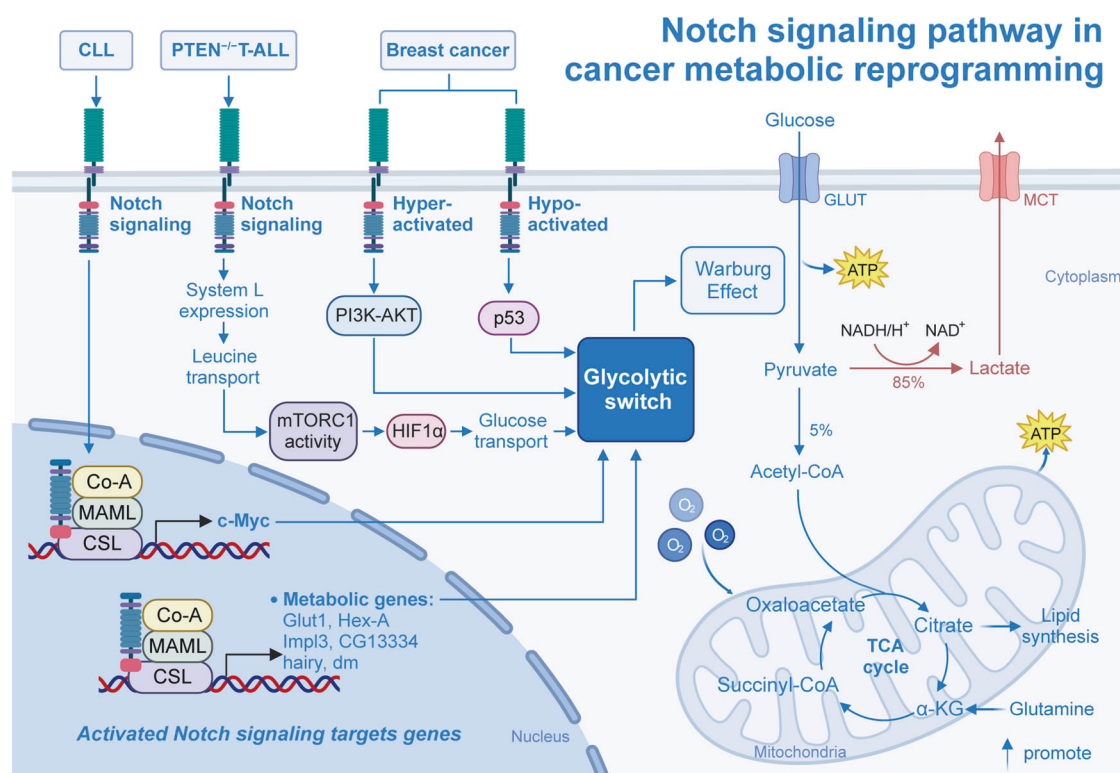 Notch signaling pathway in
cancer metabolic reprogramming
CLL
PTEN⁻/⁻T-ALL
Breast cancer
Notch
signaling
Notch
signaling
Hyper-
activated
Hypo-
activated
System L
expression
Leucine
transport
PI3K-AKT
p53
mTORC1
activity
HIF1α
Glucose
transport
Glycolytic
switch
Warburg
Effect
Glucose
GLUT
MCT
ATP
Cytoplasm
NADH/H⁺
NAD⁺
Pyruvate
85%
Lactate
5%
Acetyl-CoA
ATP
O₂
O₂
O₂
Oxaloacetate
Citrate
Lipid
synthesis
TCA
cycle
Succinyl-CoA
α-KG
Glutamine
Mitochondria
promote
Co-A
MAML
CSL
c-Myc
Co-A
MAML
CSL
• Metabolic genes:
Glut1, Hex-A
Impl3, CG13334
hairy, dm
Activated Notch signaling targets genes
Nucleus